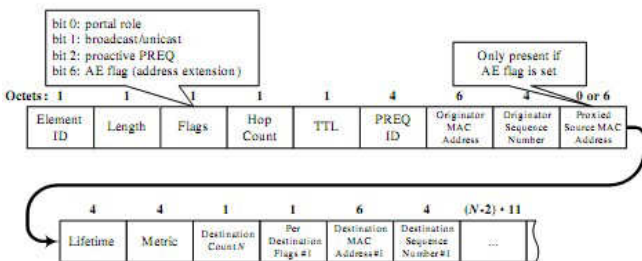 bit 0: portal role
bit 1: broadcast/unicast
bit 2: proactive PREQ
bit 6: AE flag (address extension)
Only present if
AE flag is set
Octets: 1 1 1 1 1 4 6 4 0 or 6
Element ID Length Flags Hop Count TTL PREQ ID Originator MAC Address Originator Sequence Number Proxied Source MAC Address
4 4 1 1 6 4 (N-2) • 11
Lifetime Metric Destination Count N Per Destination Flags #1 Destination MAC Address #1 Destination Sequence Number #1 ...